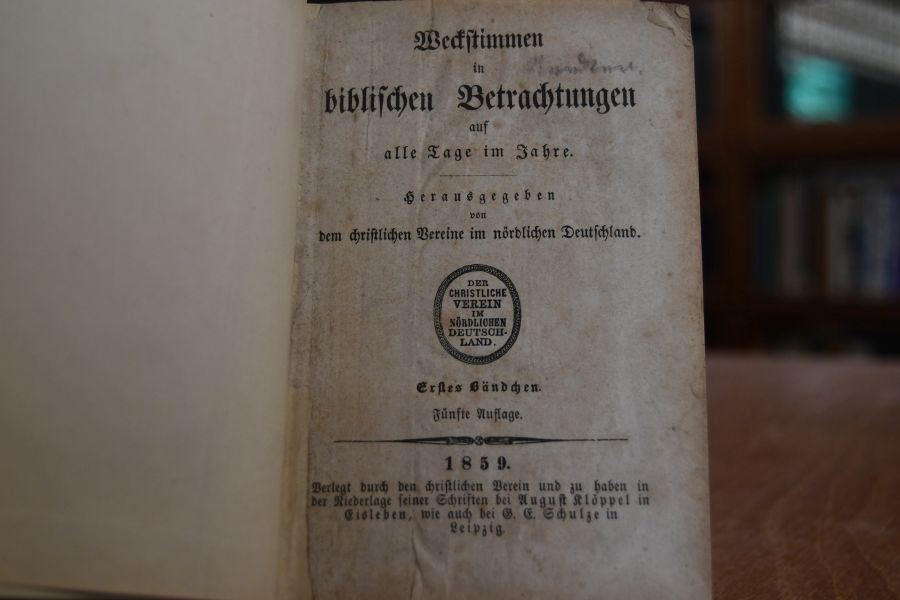 Weckstimmen
in
biblischen Betrachtungen
auf
alle Tage im Jahre.
Herausgegeben
von
dem christlichen Vereine im nördlichen Deutschland.
DER
CHRISTLICHE
VEREIN
IM
NÖRDLICHEN
DEUTSCH-
LAND.
Erstes Bändchen.
Fünfte Auflage.
1859.
Verlegt durch den christlichen Verein und zu haben in
der Niederlage seiner Schriften bei August Klöppel in
Eisleben, wie auch bei G. E. Schulze in
Leipzig.